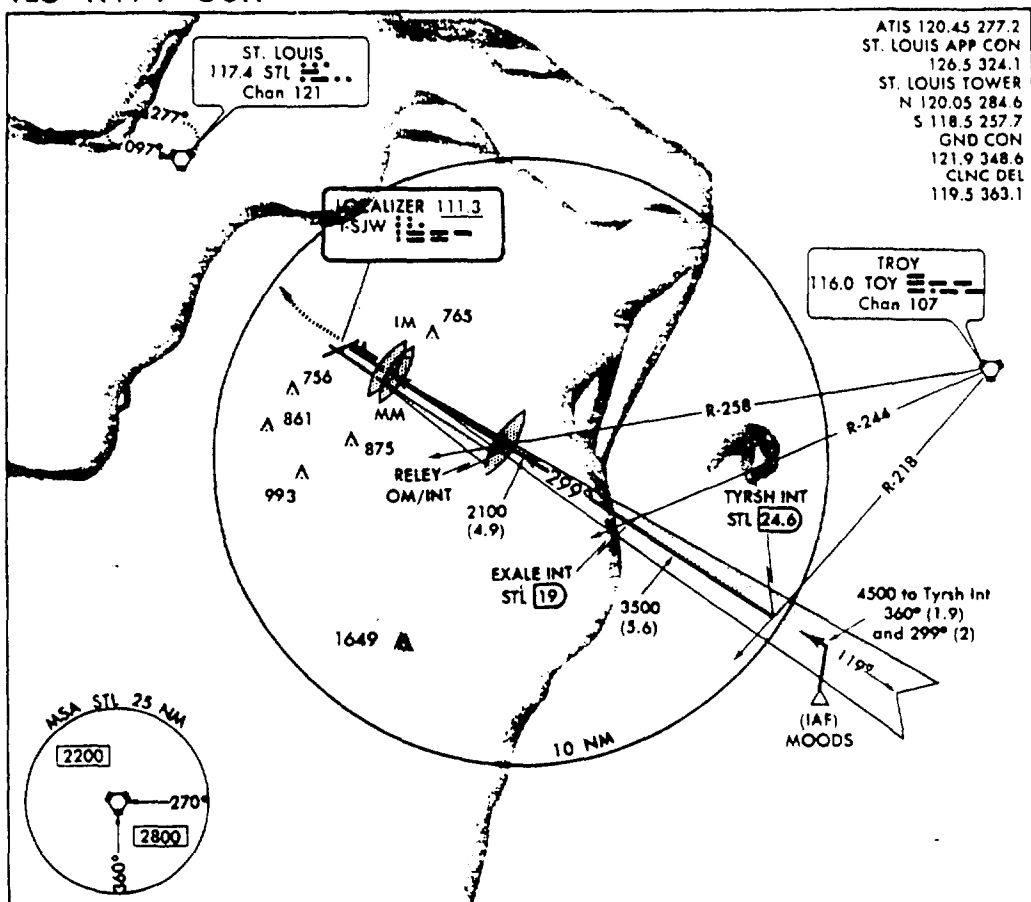 ATIS 120.45 277.2
ST. LOUIS APP CON
126.5 324.1
ST. LOUIS TOWER
N 120.05 284.6
S 118.5 257.7
GND CON
121.9 348.6
CLNC DEL
119.5 363.1
ST. LOUIS
117.4 STL
Chan 121
277°
097°
LOCALIZER 111.3
I-SJW
TROY
116.0 TOY
Chan 107
IM
765
756
MM
861
875
993
RELEY
OM/INT
R-258
R-244
R-218
299°
2100
(4.9)
TYRSH INT
STL 24.6
EXALE INT
STL 19
3500
(5.6)
4500 to Tyrsh Int
360° (1.9)
and 299° (2)
119°
1649
(IAF)
MOODS
10 NM
MSA STL 25 NM
2200
270°
2800
360°